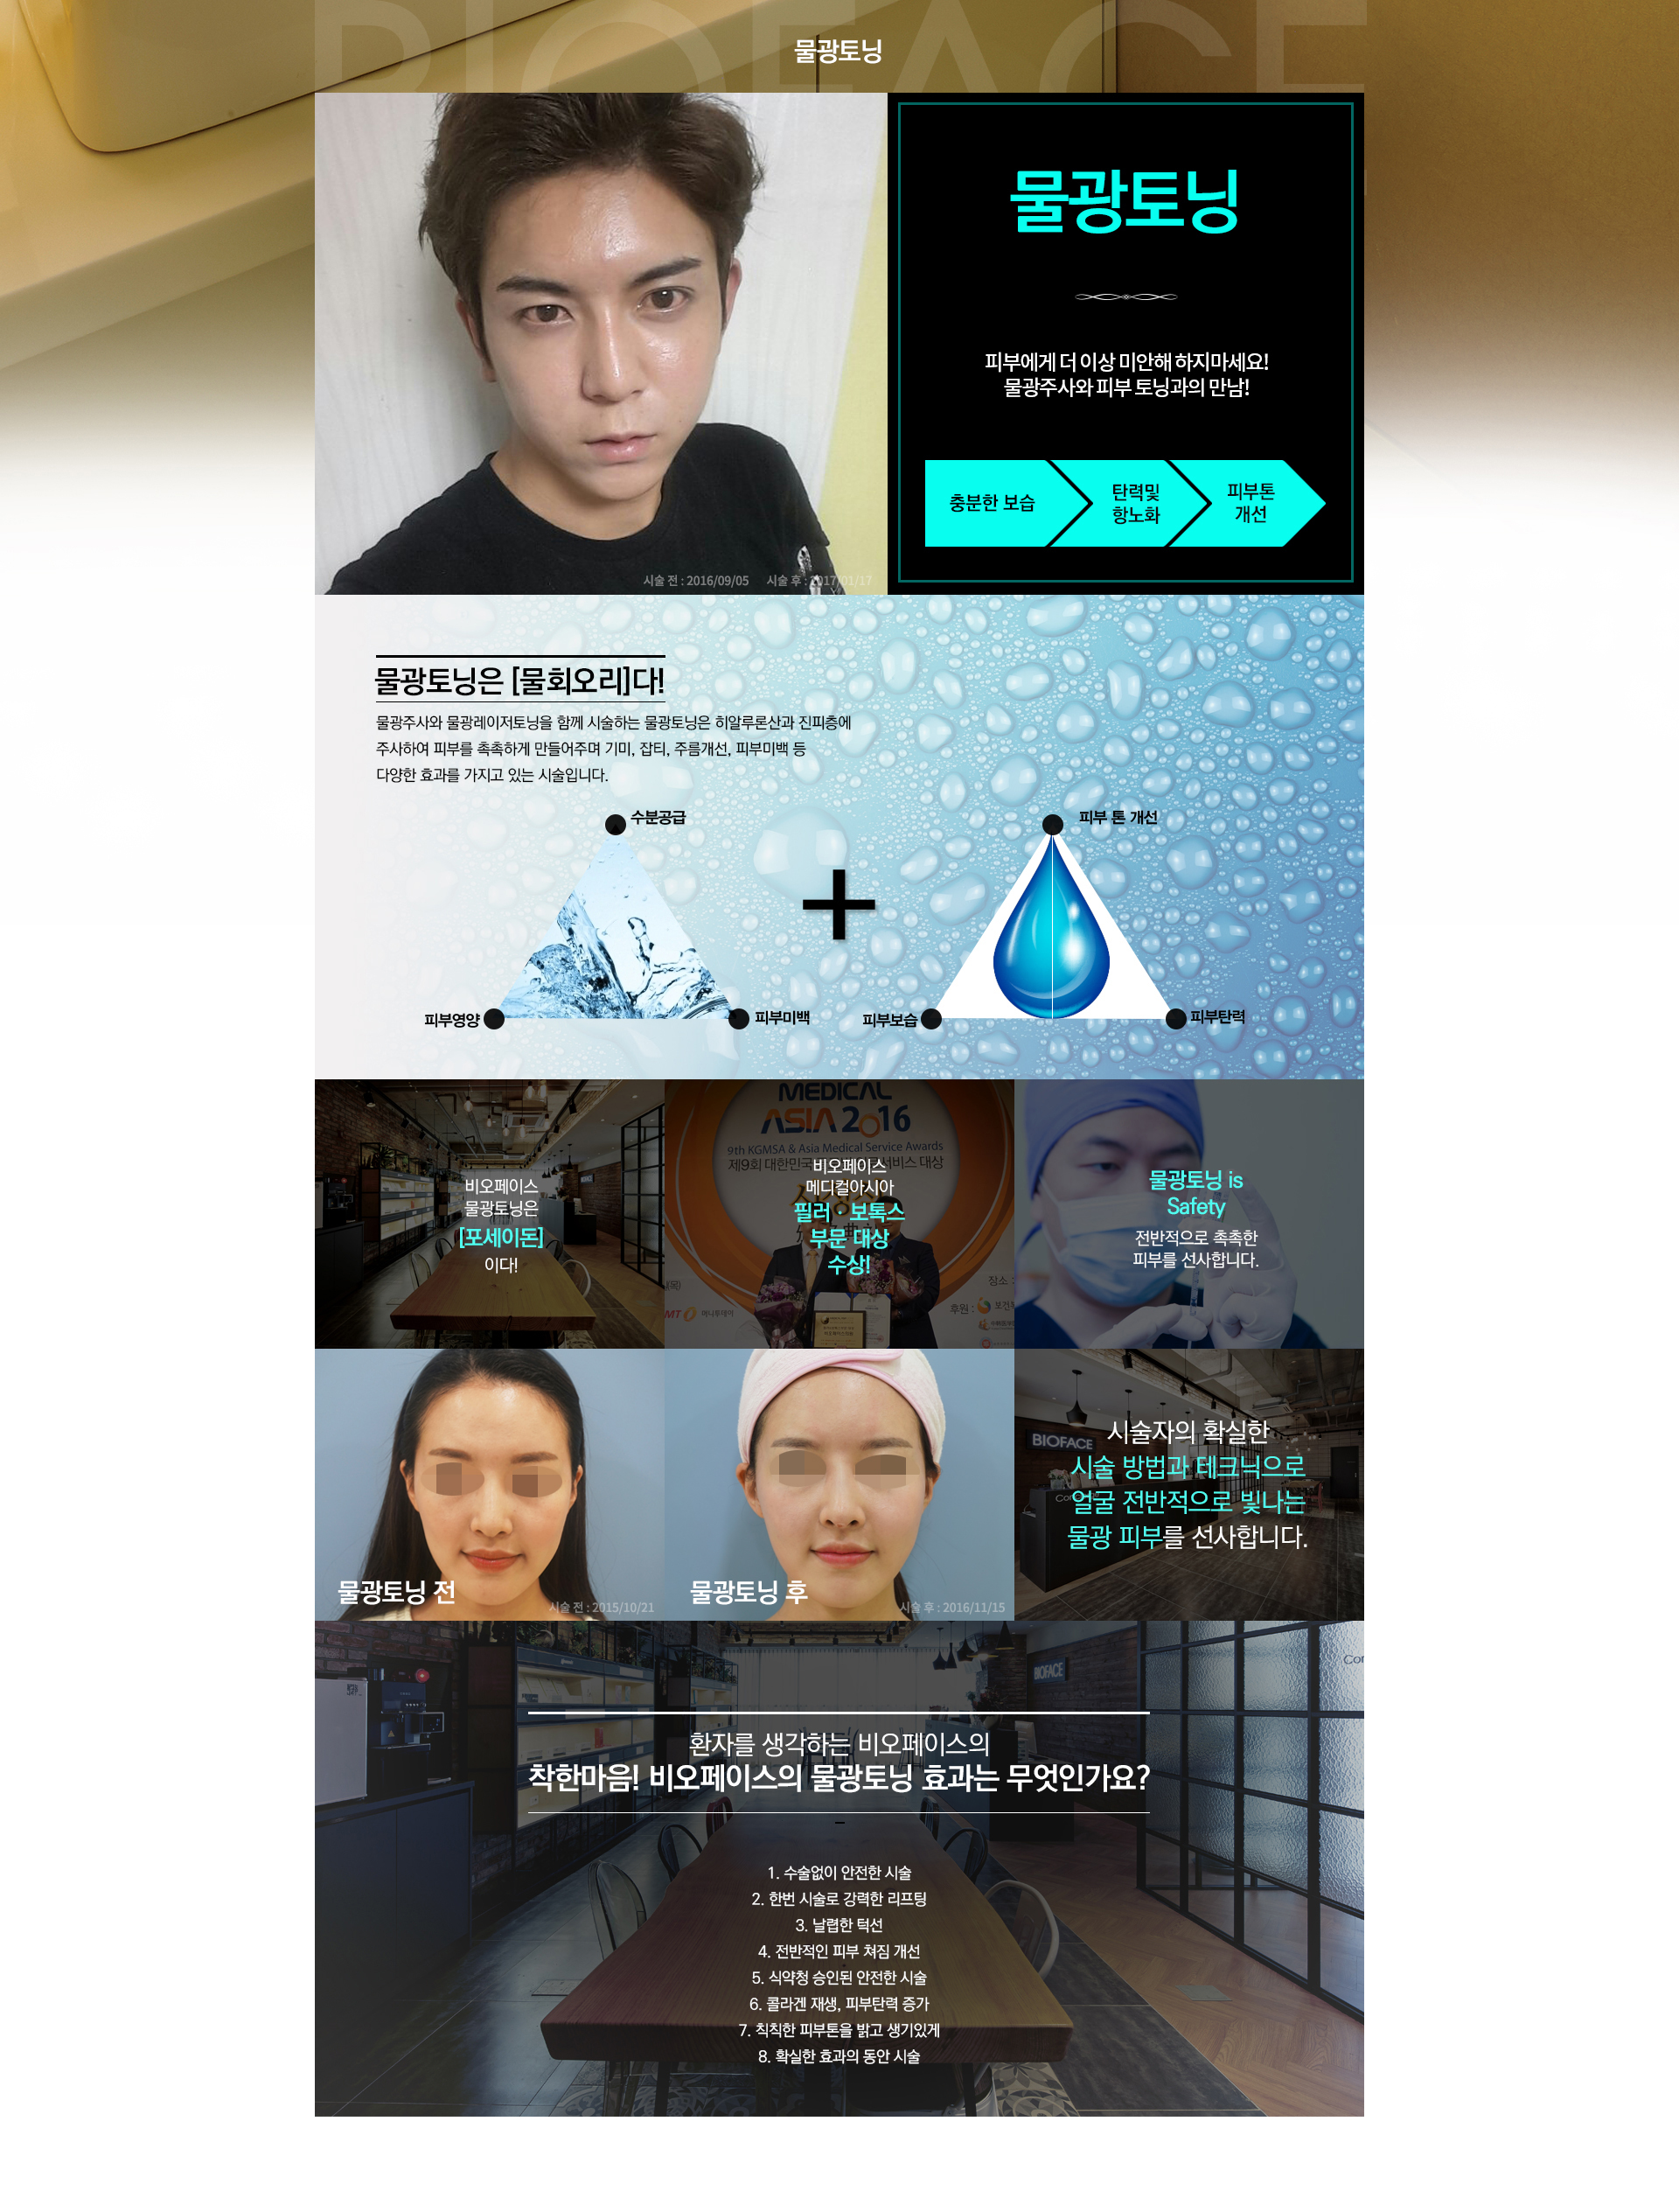 BIOFACE
물광토닝
물광토닝
피부에게 더 이상 미안해 하지마세요!
물광주사와 피부 토닝과의 만남!
충분한 보습
탄력및
항노화
피부톤
개선
시술 전 : 2016/09/05 시술 후 : 2017/01/17
물광토닝은 [물회오리]다!
물광주사와 물광레이저토닝을 함께 시술하는 물광토닝은 히알루론산과 진피층에
주사하여 피부를 촉촉하게 만들어주며 기미, 잡티, 주름개선, 피부미백 등
다양한 효과를 가지고 있는 시술입니다.
수분공급
피부영양
피부미백
+
피부 톤 개선
피부보습
피부탄력
비오페이스
물광토닝은
[포세이돈]
이다!
MEDICAL
ASIA 2016
9th KGMSA & Asia Medical Service Awards
제9회 대한민국 서비스 대상
비오페이스
메디컬아시아
필러 · 보톡스
부문 대상
수상!
장소 :
후원 :
MT 머니투데이
물광토닝 is
Safety
전반적으로 촉촉한
피부를 선사합니다.
물광토닝 전
시술 전 : 2015/10/21
물광토닝 후
시술 후 : 2016/11/15
BIOFACE
시술자의 확실한
시술 방법과 테크닉으로
얼굴 전반적으로 빛나는
물광 피부를 선사합니다.
BIOFACE
환자를 생각하는 비오페이스의
착한마음! 비오페이스의 물광토닝 효과는 무엇인가요?
1. 수술없이 안전한 시술
2. 한번 시술로 강력한 리프팅
3. 날렵한 턱선
4. 전반적인 피부 쳐짐 개선
5. 식약청 승인된 안전한 시술
6. 콜라겐 재생, 피부탄력 증가
7. 칙칙한 피부톤을 밝고 생기있게
8. 확실한 효과의 동안 시술